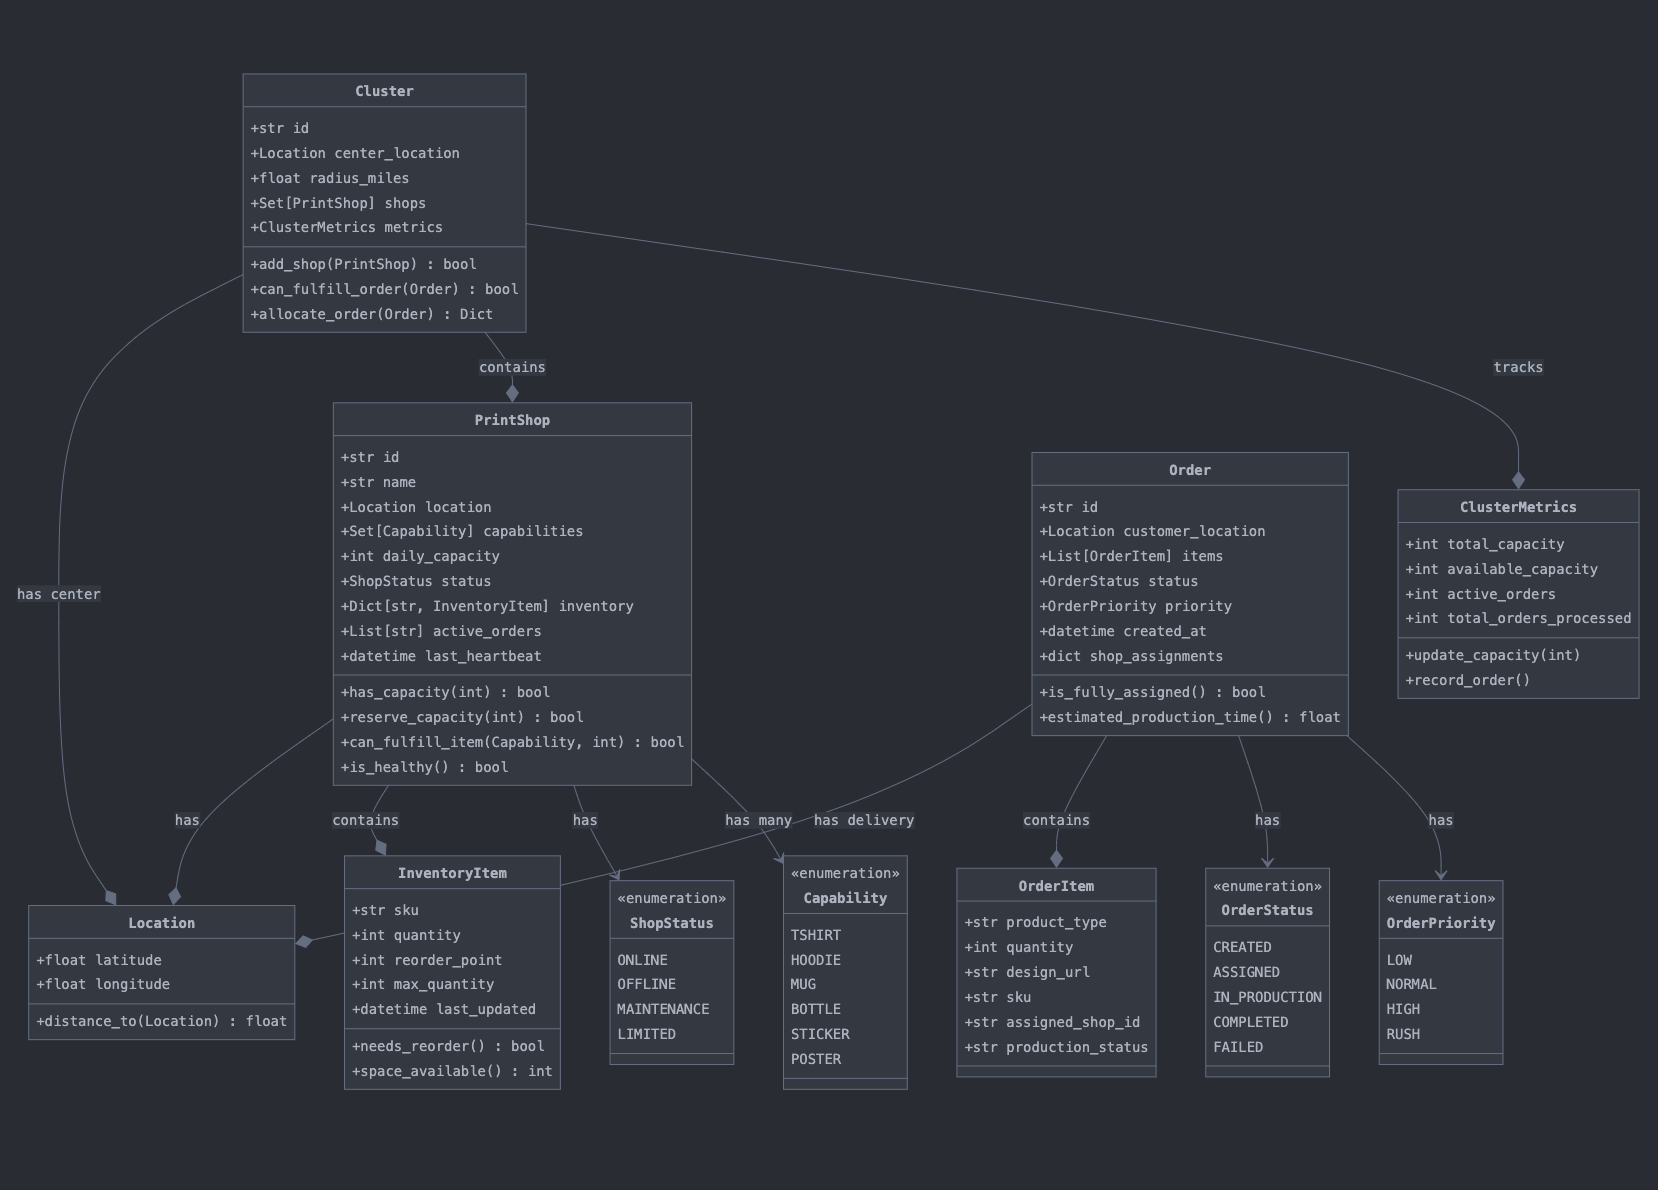 Cluster
+str id
+Location center_location
+float radius_miles
+Set[PrintShop] shops
+ClusterMetrics metrics
+add_shop(PrintShop) : bool
+can_fulfill_order(Order) : bool
+allocate_order(Order) : Dict
contains
tracks
has center
PrintShop
+str id
+str name
+Location location
+Set[Capability] capabilities
+int daily_capacity
+ShopStatus status
+Dict[str, InventoryItem] inventory
+List[str] active_orders
+datetime last_heartbeat
+has_capacity(int) : bool
+reserve_capacity(int) : bool
+can_fulfill_item(Capability, int) : bool
+is_healthy() : bool
Order
+str id
+Location customer_location
+List[OrderItem] items
+OrderStatus status
+OrderPriority priority
+datetime created_at
+dict shop_assignments
+is_fully_assigned() : bool
+estimated_production_time() : float
ClusterMetrics
+int total_capacity
+int available_capacity
+int active_orders
+int total_orders_processed
+update_capacity(int)
+record_order()
has
contains
has
has many
has delivery
contains
has
has
Location
+float latitude
+float longitude
+distance_to(Location) : float
InventoryItem
+str sku
+int quantity
+int reorder_point
+int max_quantity
+datetime last_updated
+needs_reorder() : bool
+space_available() : int
«enumeration»
ShopStatus
ONLINE
OFFLINE
MAINTENANCE
LIMITED
«enumeration»
Capability
TSHIRT
HOODIE
MUG
BOTTLE
STICKER
POSTER
OrderItem
+str product_type
+int quantity
+str design_url
+str sku
+str assigned_shop_id
+str production_status
«enumeration»
OrderStatus
CREATED
ASSIGNED
IN_PRODUCTION
COMPLETED
FAILED
«enumeration»
OrderPriority
LOW
NORMAL
HIGH
RUSH